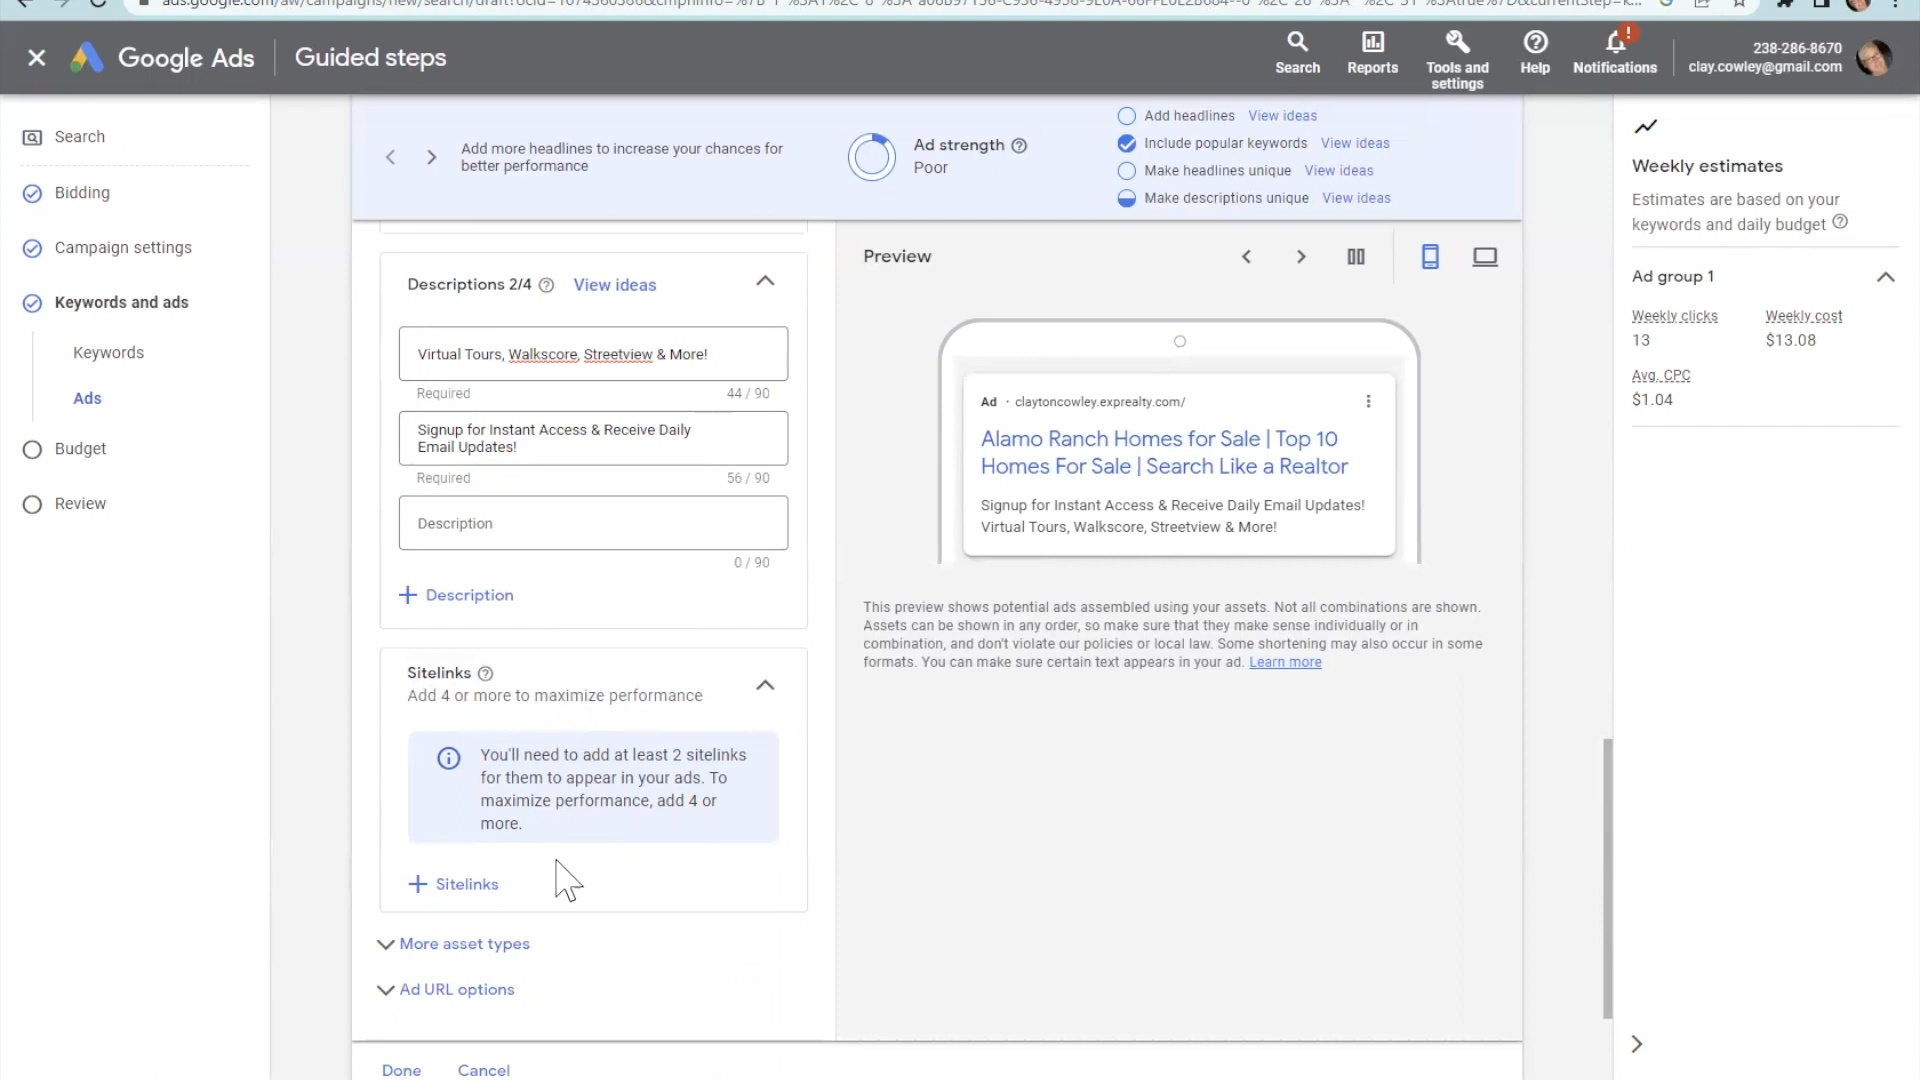 Google Ads
Guided steps
Search
Reports
Tools and
settings
Help
Notifications
!
238-286-8670
clay.cowley@gmail.com
Search
Bidding
Campaign settings
Keywords and ads
Keywords
Ads
Budget
Review
Add more headlines to increase your chances for
better performance
Ad strength
Poor
Add headlines View ideas
Include popular keywords View ideas
Make headlines unique View ideas
Make descriptions unique View ideas
Descriptions 2/4 View ideas
Virtual Tours, Walkscore, Streetview & More!
Required 44 / 90
Signup for Instant Access & Receive Daily
Email Updates!
Required 56 / 90
Description
0 / 90
+ Description
Sitelinks
Add 4 or more to maximize performance
You'll need to add at least 2 sitelinks
for them to appear in your ads. To
maximize performance, add 4 or
more.
+ Sitelinks
More asset types
Ad URL options
Done Cancel
Preview
Ad · claytoncowley.exprealty.com/
Alamo Ranch Homes for Sale | Top 10
Homes For Sale | Search Like a Realtor
Signup for Instant Access & Receive Daily Email Updates!
Virtual Tours, Walkscore, Streetview & More!
This preview shows potential ads assembled using your assets. Not all combinations are shown.
Assets can be shown in any order, so make sure that they make sense individually or in
combination, and don't violate our policies or local law. Some shortening may also occur in some
formats. You can make sure certain text appears in your ad. Learn more
Weekly estimates
Estimates are based on your
keywords and daily budget
Ad group 1
Weekly clicks Weekly cost
13 $13.08
Avg. CPC
$1.04